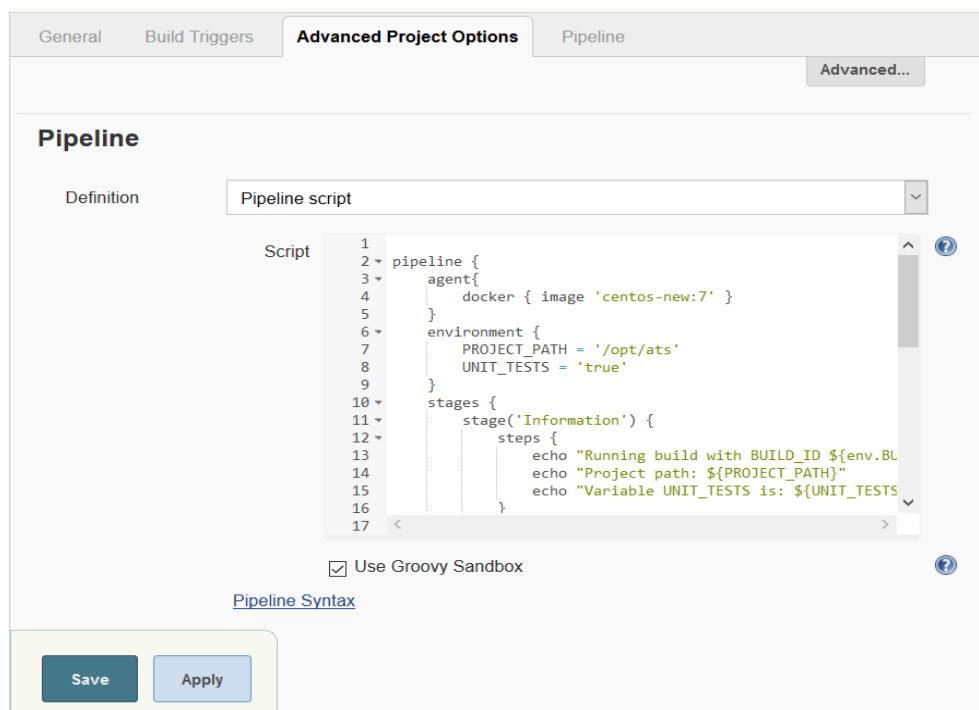 General Build Triggers Advanced Project Options Pipeline
Advanced...
Pipeline
Definition Pipeline script
Script
1
2 pipeline {
3 agent{
4 docker { image 'centos-new:7' }
5 }
6 environment {
7 PROJECT_PATH = '/opt/ats'
8 UNIT_TESTS = 'true'
9 }
10 stages {
11 stage('Information') {
12 steps {
13 echo "Running build with BUILD_ID ${env.BU
14 echo "Project path: ${PROJECT_PATH}"
15 echo "Variable UNIT_TESTS is: ${UNIT_TESTS
16 }
17
Use Groovy Sandbox
Pipeline Syntax
Save Apply